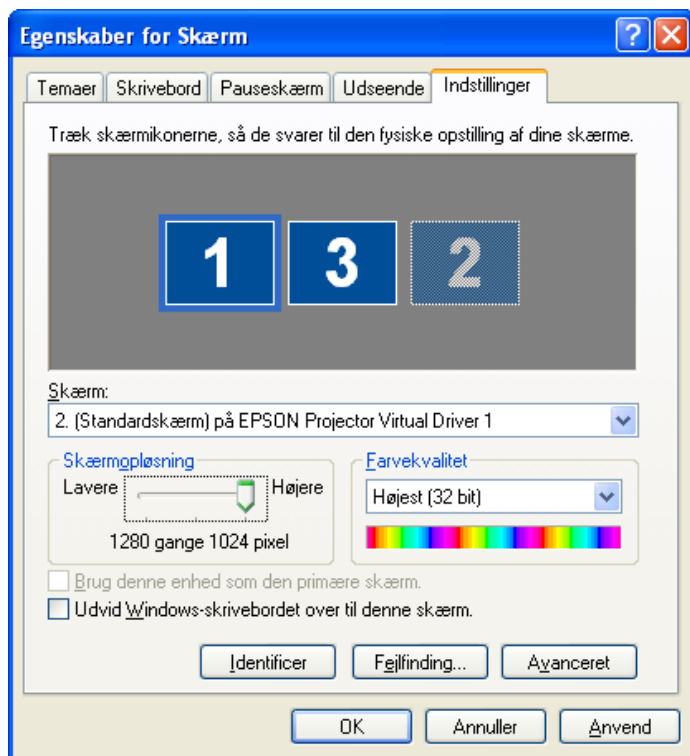 Egenskaber for Skærm
Temaer Skrivebord Pauseskærm Udseende Indstillinger
Træk skærmikonerne, så de svarer til den fysiske opstilling af dine skærme.
1 3 2
Skærm:
2. (Standardskærm) på EPSON Projector Virtual Driver 1
Skærmopløsning
Lavere Højere
1280 gange 1024 pixel
Farvekvalitet
Højest (32 bit)
Brug denne enhed som den primære skærm.
Udvid Windows-skrivebordet over til denne skærm.
Identificer Fejlfinding... Avanceret
OK Annuller Anvend